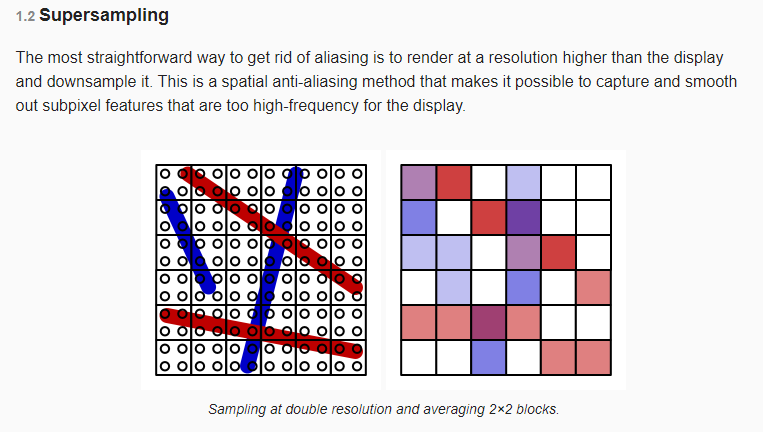 1.2 Supersampling
The most straightforward way to get rid of aliasing is to render at a resolution higher than the display
and downsample it. This is a spatial anti-aliasing method that makes it possible to capture and smooth
out subpixel features that are too high-frequency for the display.
Sampling at double resolution and averaging 2×2 blocks.